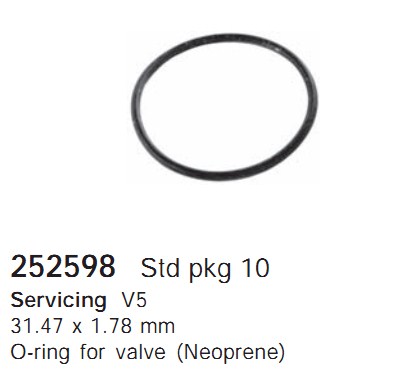 252598 Std pkg 10
Servicing V5
31.47 x 1.78 mm
O-ring for valve (Neoprene)